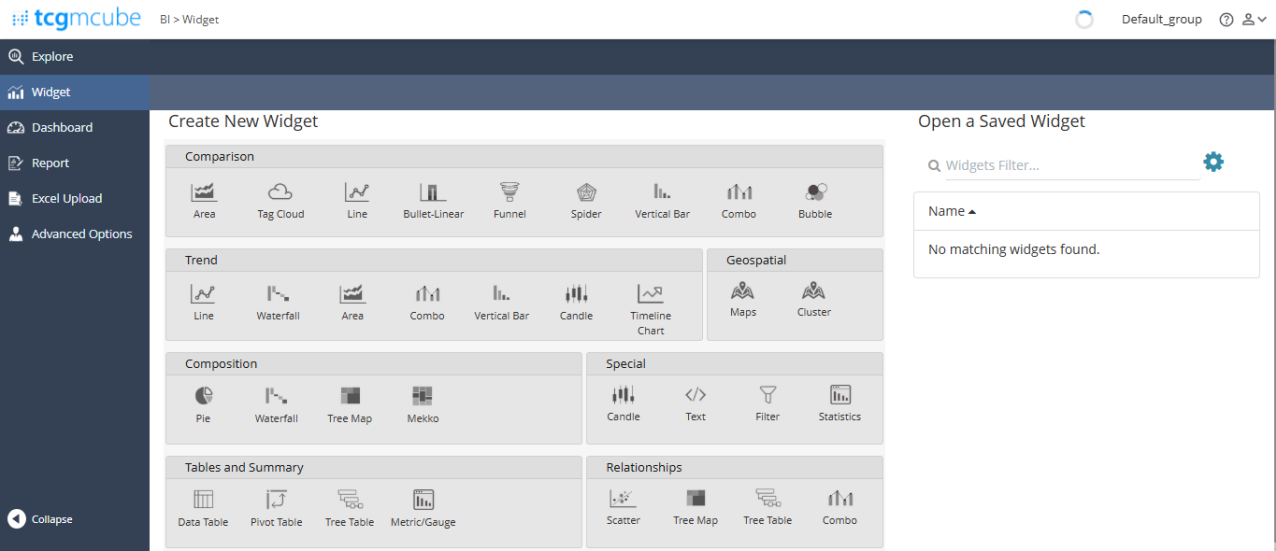 tcgmcube
BI > Widget
Default_group
Explore
Widget
Dashboard
Report
Excel Upload
Advanced Options
Collapse
Create New Widget
Comparison
Area Tag Cloud Line Bullet-Linear Funnel Spider Vertical Bar Combo Bubble
Trend
Line Waterfall Area Combo Vertical Bar Candle Timeline
Chart
Geospatial
Maps Cluster
Composition
Pie Waterfall Tree Map Mekko
Special
Candle Text Filter Statistics
Tables and Summary
Data Table Pivot Table Tree Table Metric/Gauge
Relationships
Scatter Tree Map Tree Table Combo
Open a Saved Widget
Widgets Filter...
Name
No matching widgets found.